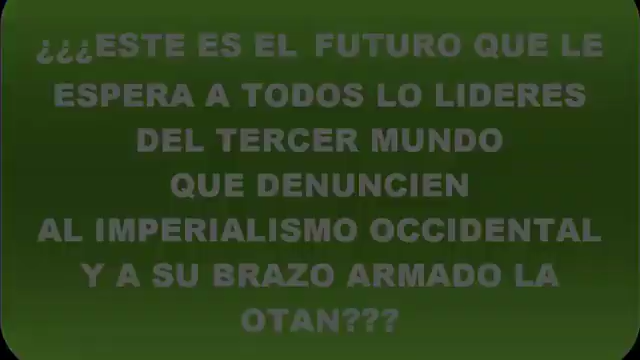 ¿¿¿ESTE ES EL FUTURO QUE LE
ESPERA A TODOS LO LIDERES
DEL TERCER MUNDO
QUE DENUNCIEN
AL IMPERIALISMO OCCIDENTAL
Y A SU BRAZO ARMADO LA
OTAN???